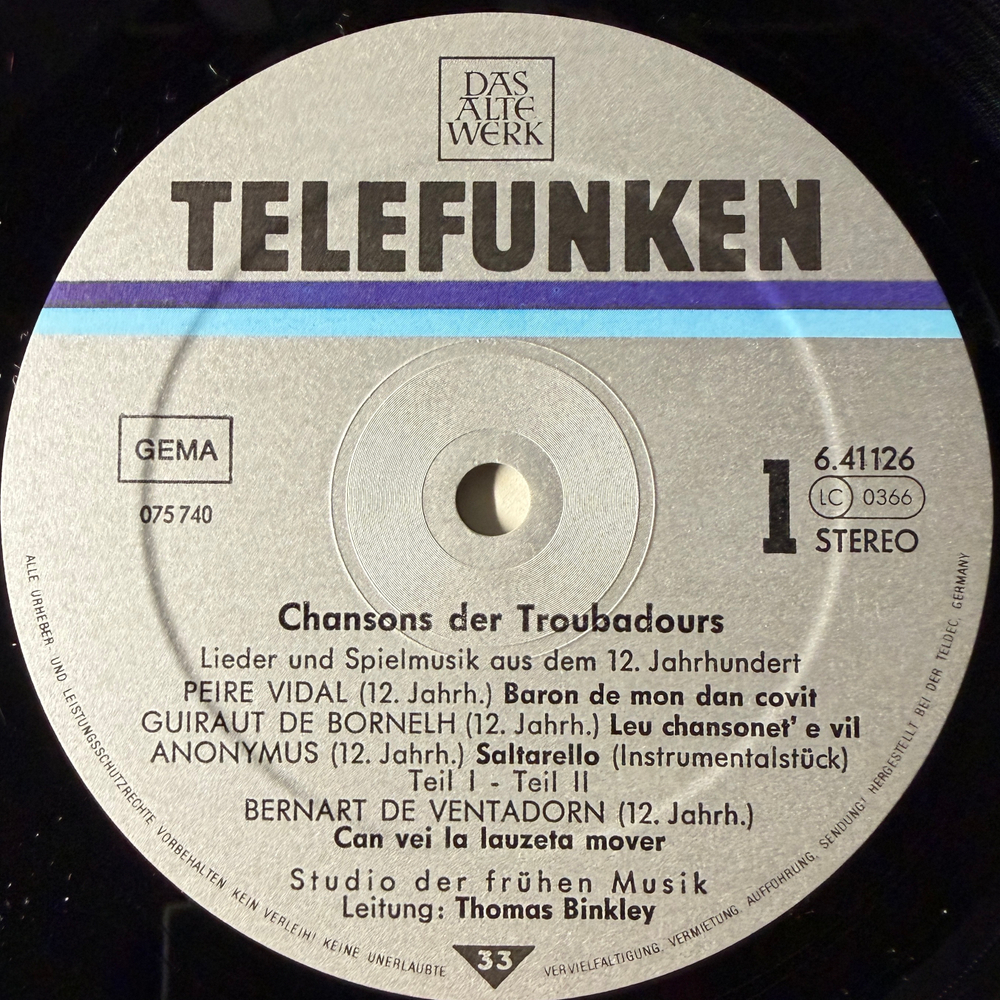 DAS
ALTE
WERK
TELEFUNKEN
GEMA
075 740
1
6.41126
LC 0366
STEREO
Chansons der Troubadours
Lieder und Spielmusik aus dem 12. Jahrhundert
PEIRE VIDAL (12. Jahrh.) Baron de mon dan covit
GUIRAUT DE BORNELH (12. Jahrh.) Leu chansonet' e vil
ANONYMUS (12. Jahrh.) Saltarello (Instrumentalstück)
Teil I - Teil II
BERNART DE VENTADORN (12. Jahrh.)
Can vei la lauzeta mover
Studio der frühen Musik
Leitung: Thomas Binkley
33
ALLE URHEBER- UND LEISTUNGSSCHUTZRECHTE VORBEHALTEN KEIN VERLEIH! KEINE UNERLAUBTE VERVIELFALTIGUNG, VERMIETUNG, AUFFÜHRUNG, SENDUNG! HERGESTELLT BEI DER TELDEC, GERMANY